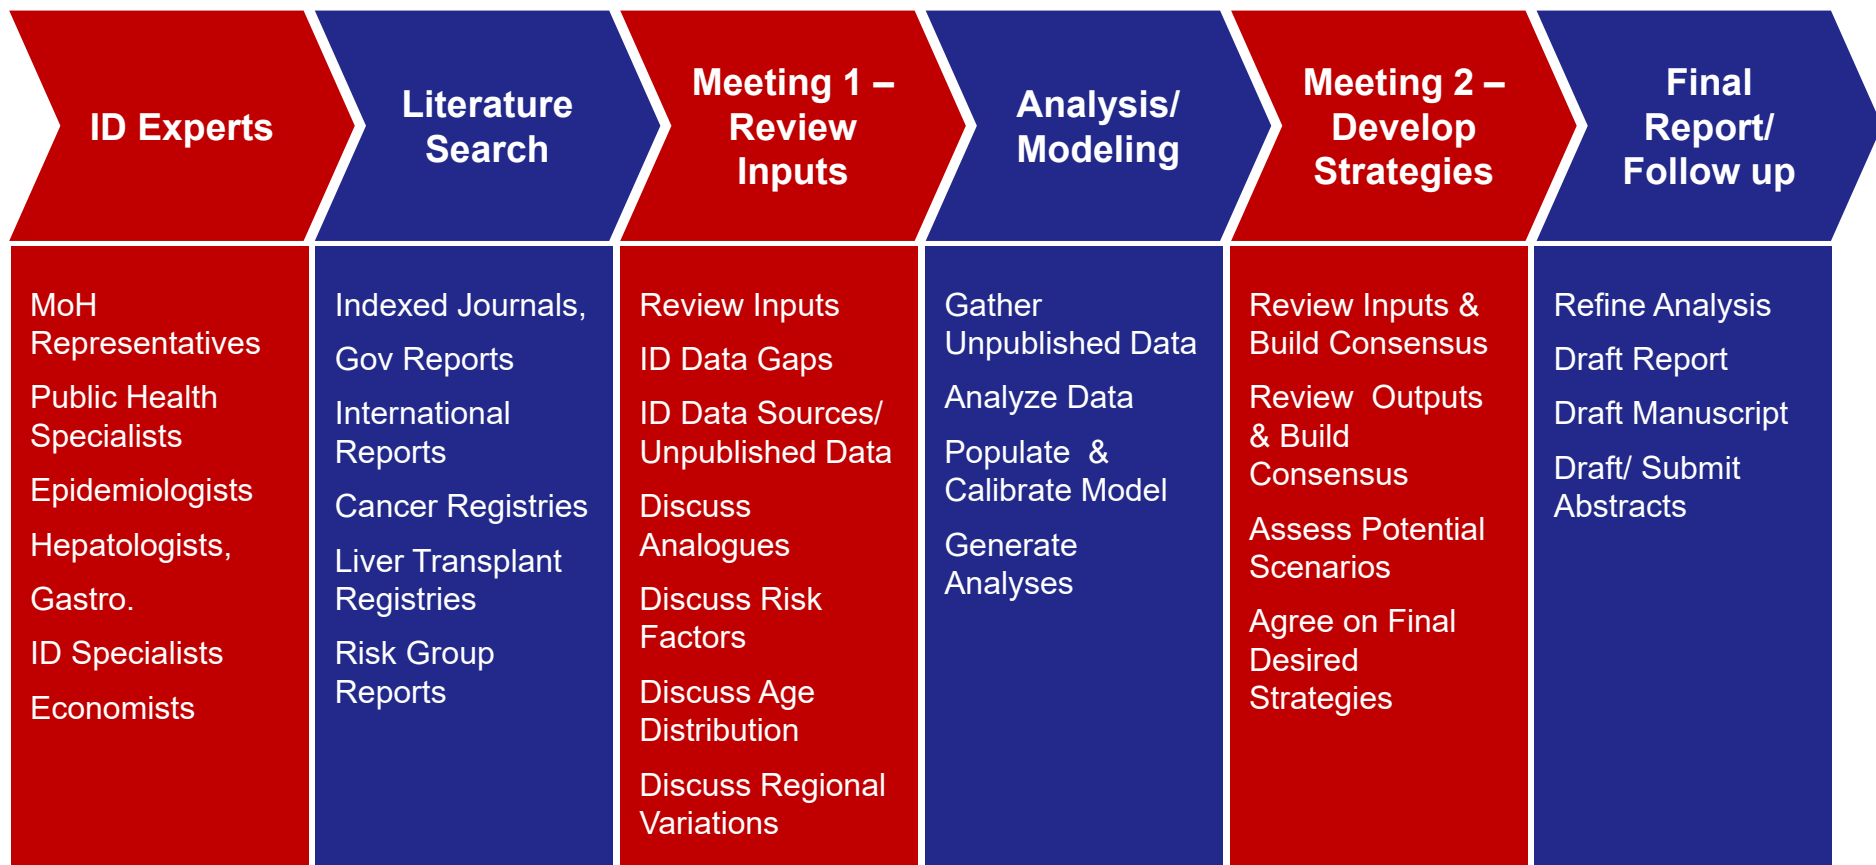 ID Experts
Literature
Search
Meeting 1 –
Review
Inputs
Analysis/
Modeling
Meeting 2 –
Develop
Strategies
Final
Report/
Follow up
MoH
Representatives
Public Health
Specialists
Epidemiologists
Hepatologists,
Gastro.
ID Specialists
Economists
Indexed Journals,
Gov Reports
International
Reports
Cancer Registries
Liver Transplant
Registries
Risk Group
Reports
Review Inputs
ID Data Gaps
ID Data Sources/
Unpublished Data
Discuss
Analogues
Discuss Risk
Factors
Discuss Age
Distribution
Discuss Regional
Variations
Gather
Unpublished Data
Analyze Data
Populate  &
Calibrate Model
Generate
Analyses
Review Inputs &
Build Consensus
Review  Outputs
& Build
Consensus
Assess Potential
Scenarios
Agree on Final
Desired
Strategies
Refine Analysis
Draft Report
Draft Manuscript
Draft/ Submit
Abstracts